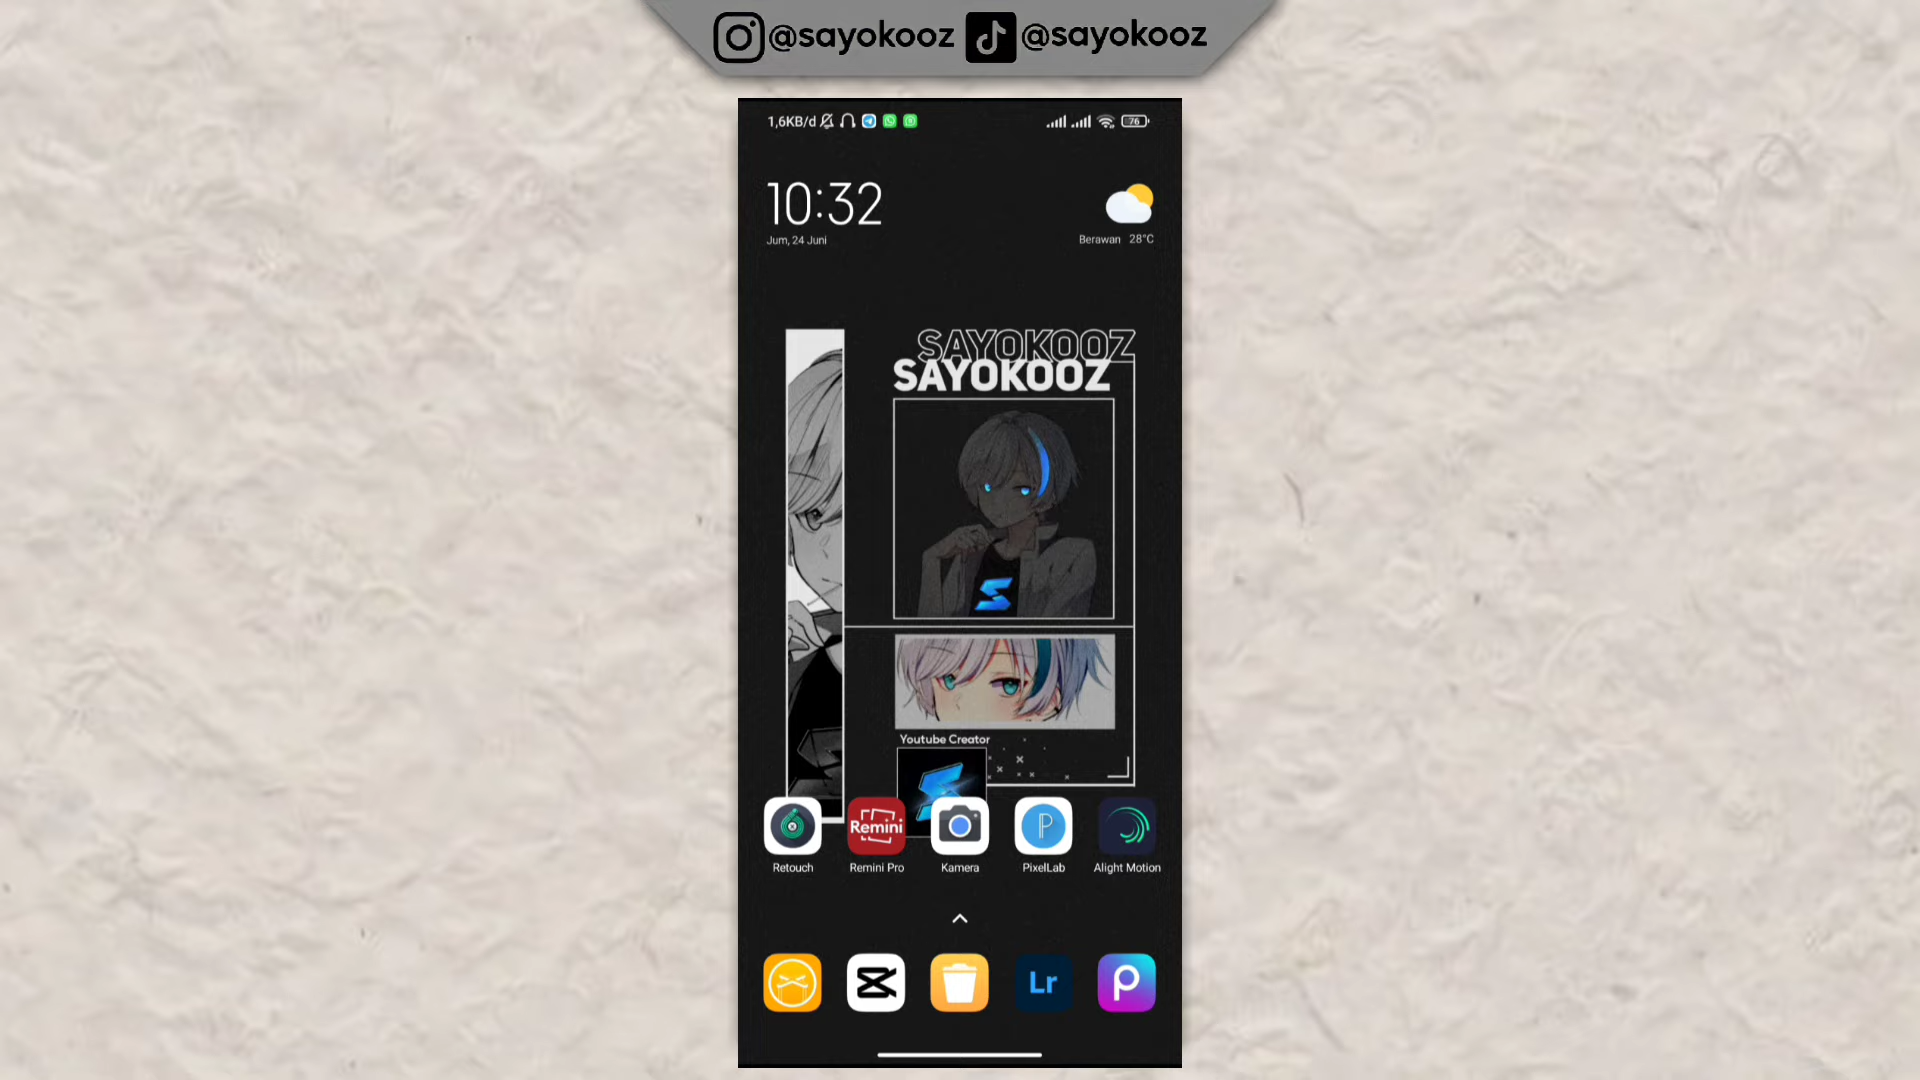 @sayokooz @sayokooz
1,6KB/d 76
10:32
Jum, 24 Juni
Berawan 28°C
SAYOKOOZ
SAYOKOOZ
Youtube Creator
Remini
Retouch Remini Pro Kamera PixelLab Alight Motion
Lr